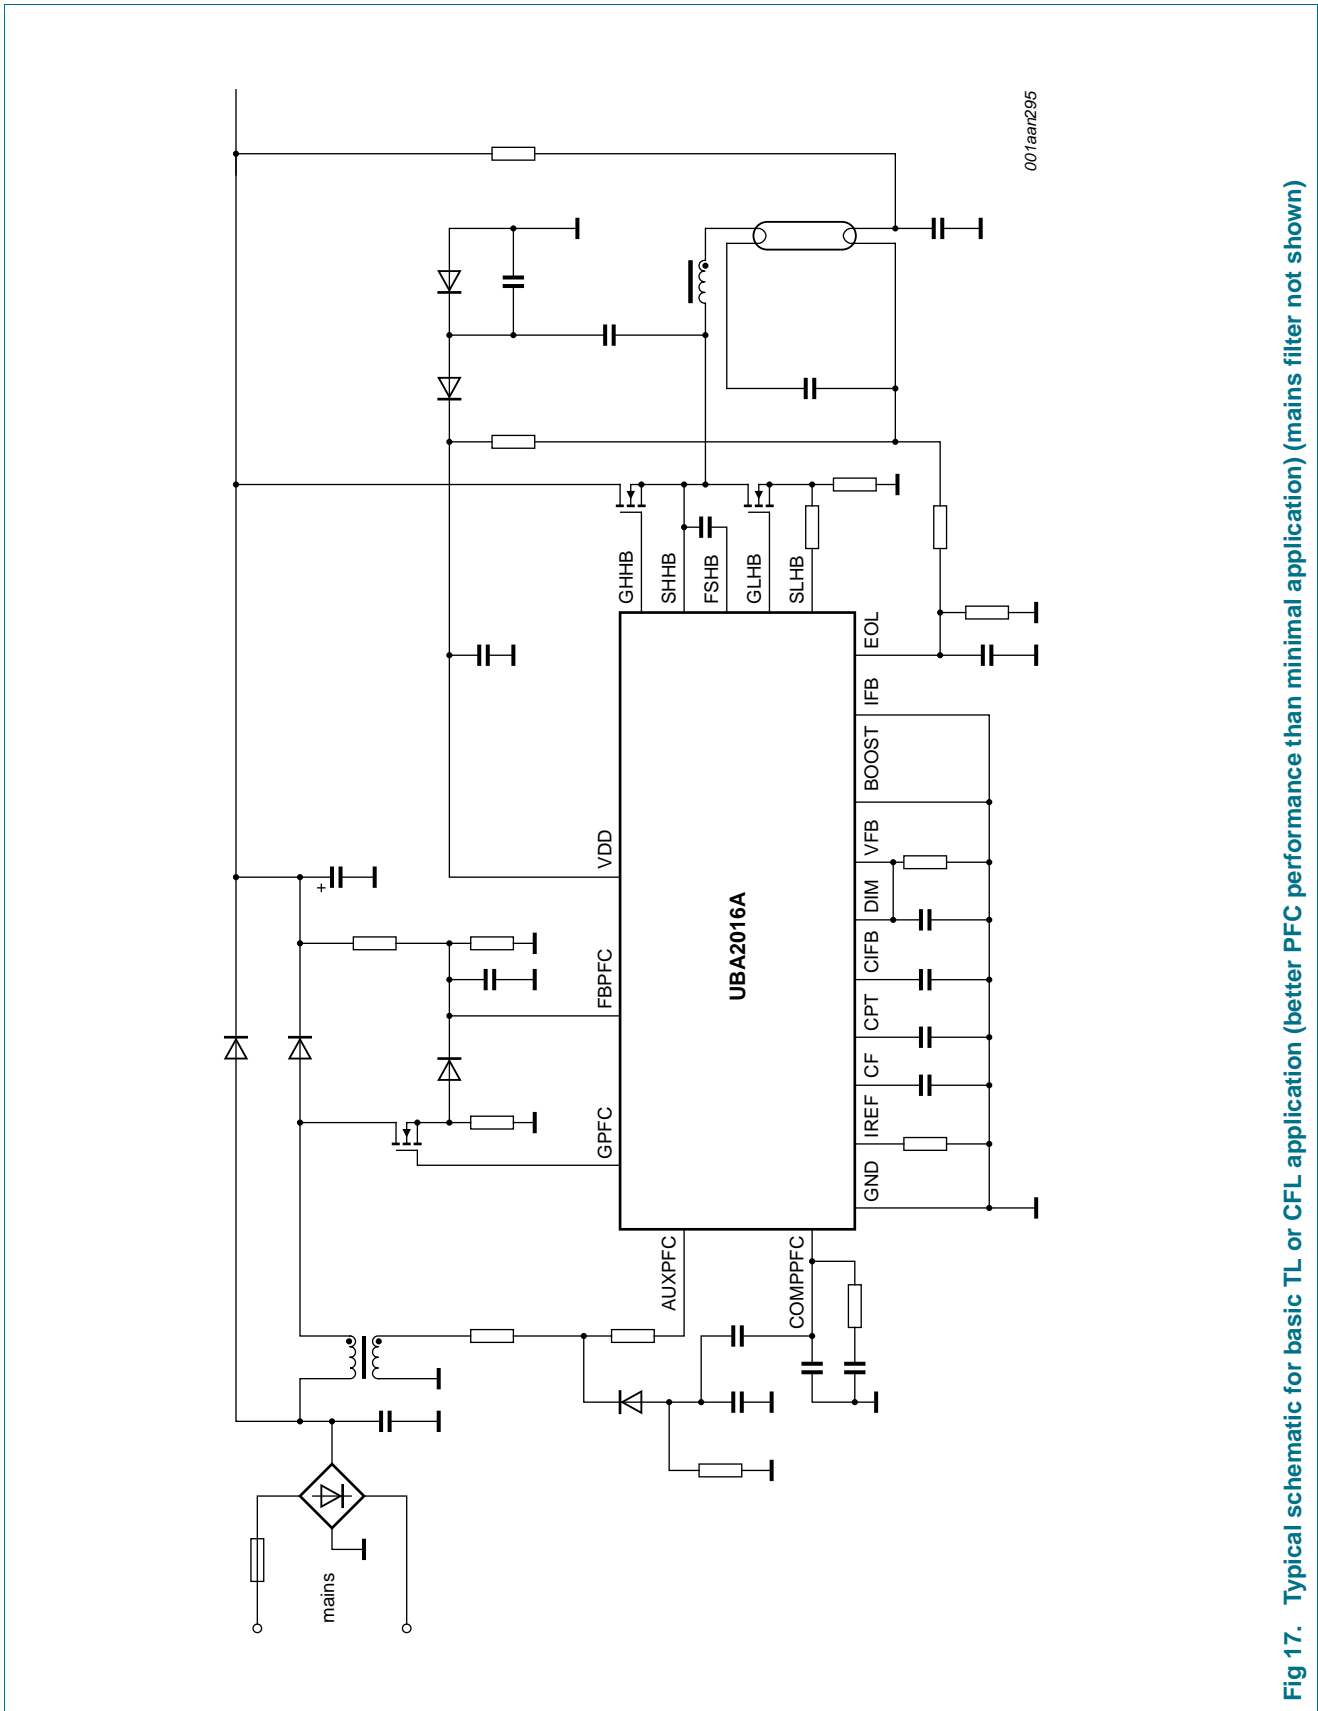 001aan295
GHHB
SHHB
FSHB
GLHB
SLHB
EOL
IFB
BOOST
VFB
DIM
CIFB
CPT
CF
IREF
GND
VDD
FBPFC
GPFC
AUXPFC
COMPPFC
UBA2016A
+
mains
Fig 17. Typical schematic for basic TL or CFL application (better PFC performance than minimal application) (mains filter not shown)